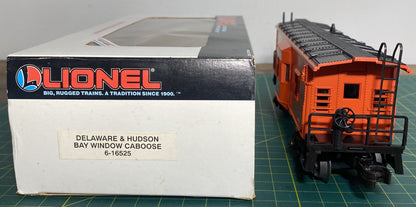 LIONEL
BIG, RUGGED TRAINS. A TRADITION SINCE 1900.
DELAWARE & HUDSON
BAY WINDOW CABOOSE
6-16525